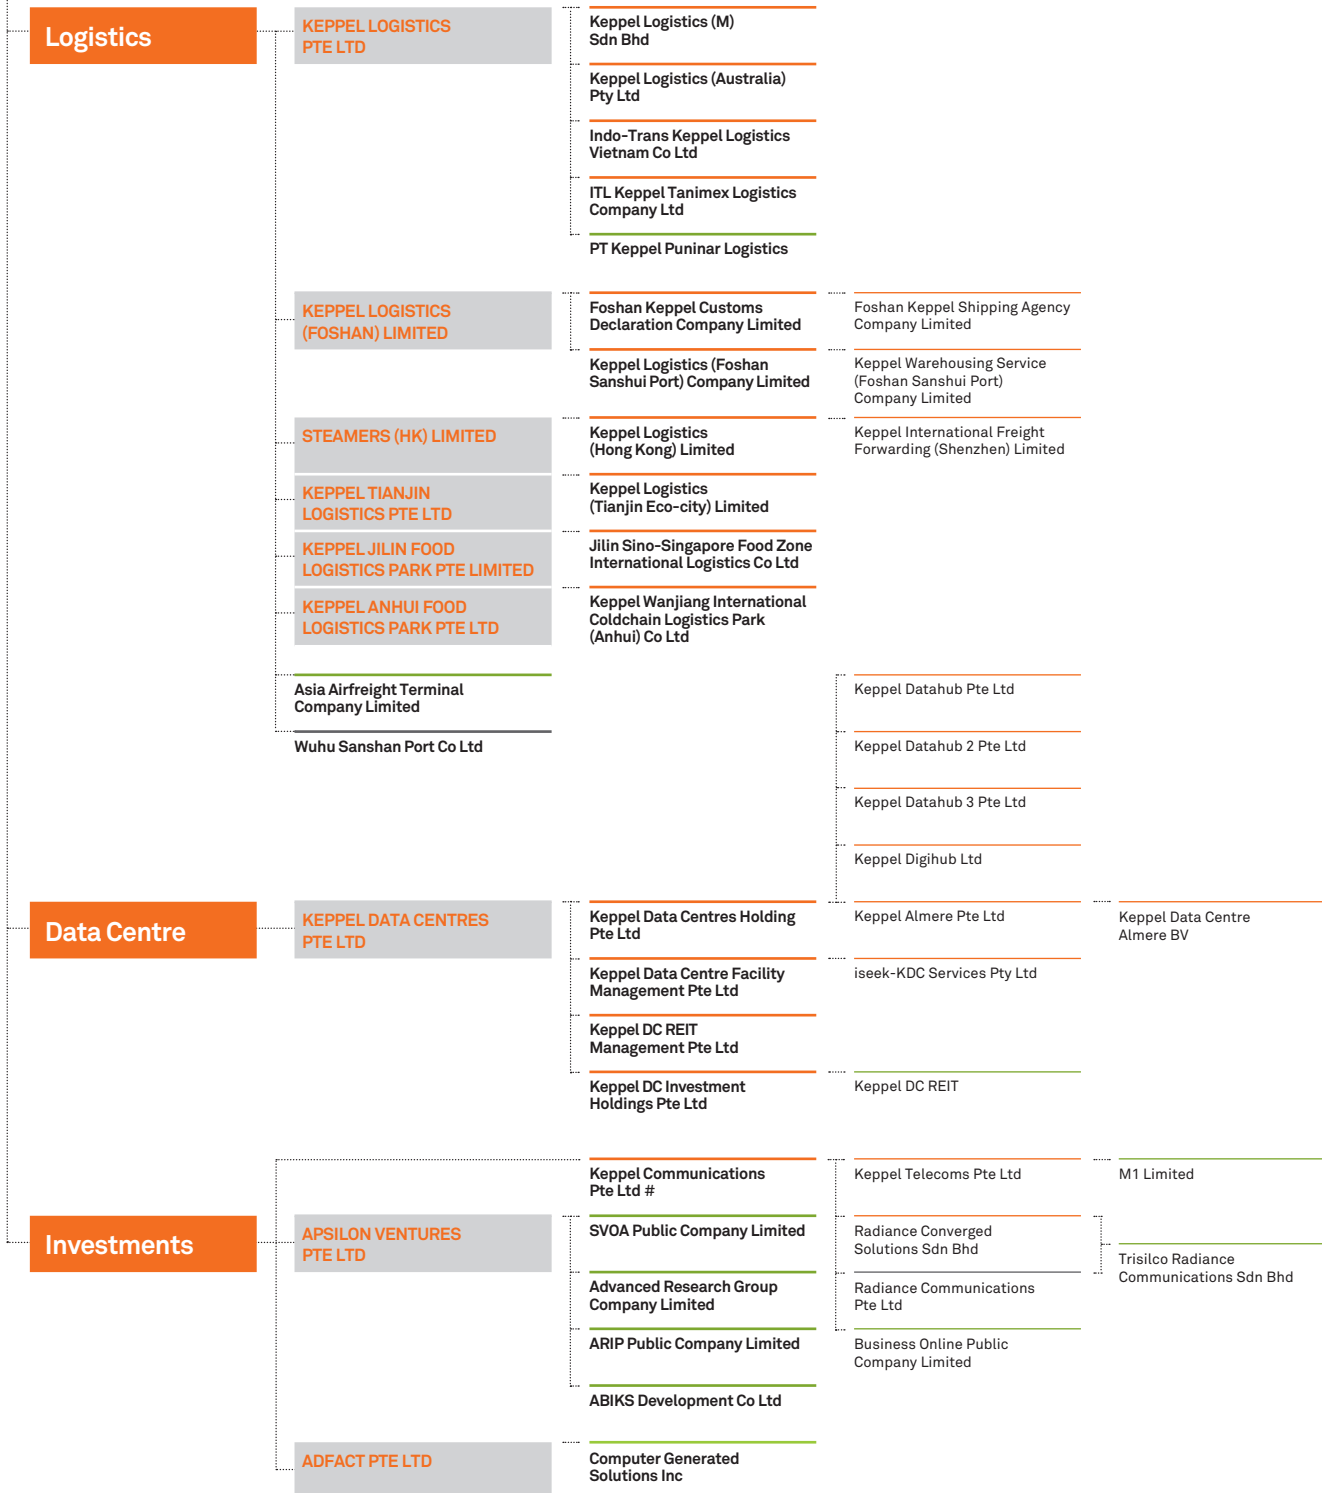 Logistics
KEPPEL LOGISTICS
PTE LTD
Keppel Logistics (M)
Sdn Bhd
Keppel Logistics (Australia)
Pty Ltd
Indo-Trans Keppel Logistics
Vietnam Co Ltd
ITL Keppel Tanimex Logistics
Company Ltd
PT Keppel Puninar Logistics
KEPPEL LOGISTICS
(FOSHAN) LIMITED
Foshan Keppel Customs
Declaration Company Limited
Foshan Keppel Shipping Agency
Company Limited
Keppel Logistics (Foshan
Sanshui Port) Company Limited
Keppel Warehousing Service
(Foshan Sanshui Port)
Company Limited
STEAMERS (HK) LIMITED
Keppel Logistics
(Hong Kong) Limited
Keppel International Freight
Forwarding (Shenzhen) Limited
KEPPEL TIANJIN
LOGISTICS PTE LTD
Keppel Logistics
(Tianjin Eco-city) Limited
KEPPEL JILIN FOOD
LOGISTICS PARK PTE LIMITED
Jilin Sino-Singapore Food Zone
International Logistics Co Ltd
KEPPEL ANHUI FOOD
LOGISTICS PARK PTE LTD
Keppel Wanjiang International
Coldchain Logistics Park
(Anhui) Co Ltd
Asia Airfreight Terminal
Company Limited
Wuhu Sanshan Port Co Ltd
Keppel Datahub Pte Ltd
Keppel Datahub 2 Pte Ltd
Keppel Datahub 3 Pte Ltd
Keppel Digihub Ltd
Data Centre
KEPPEL DATA CENTRES
PTE LTD
Keppel Data Centres Holding
Pte Ltd
Keppel Almere Pte Ltd
Keppel Data Centre
Almere BV
Keppel Data Centre Facility
Management Pte Ltd
iseek-KDC Services Pty Ltd
Keppel DC REIT
Management Pte Ltd
Keppel DC Investment
Holdings Pte Ltd
Keppel DC REIT
Keppel Communications
Pte Ltd #
Keppel Telecoms Pte Ltd
M1 Limited
Investments
APSILON VENTURES
PTE LTD
SVOA Public Company Limited
Radiance Converged
Solutions Sdn Bhd
Trisilco Radiance
Communications Sdn Bhd
Advanced Research Group
Company Limited
Radiance Communications
Pte Ltd
ARIP Public Company Limited
Business Online Public
Company Limited
ABIKS Development Co Ltd
ADFACT PTE LTD
Computer Generated
Solutions Inc